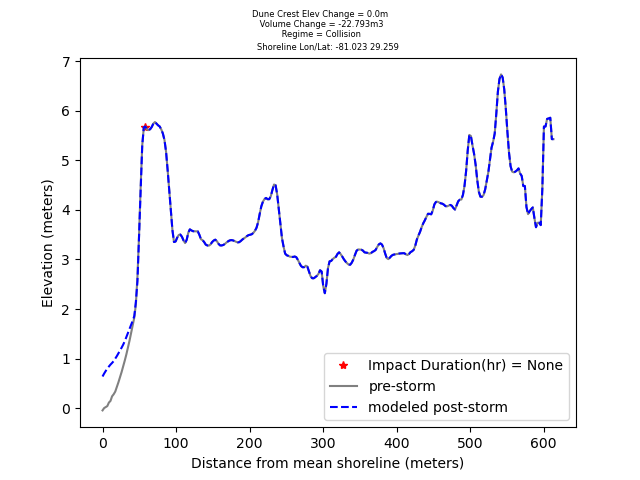 Dune Crest Elev Change = 0.0m
Volume Change = -22.793m3
Regime = Collision
Shoreline Lon/Lat: -81.023 29.259
7
6
5
4
3
2
1
0
Elevation (meters)
Impact Duration(hr) = None
pre-storm
modeled post-storm
0 100 200 300 400 500 600
Distance from mean shoreline (meters)